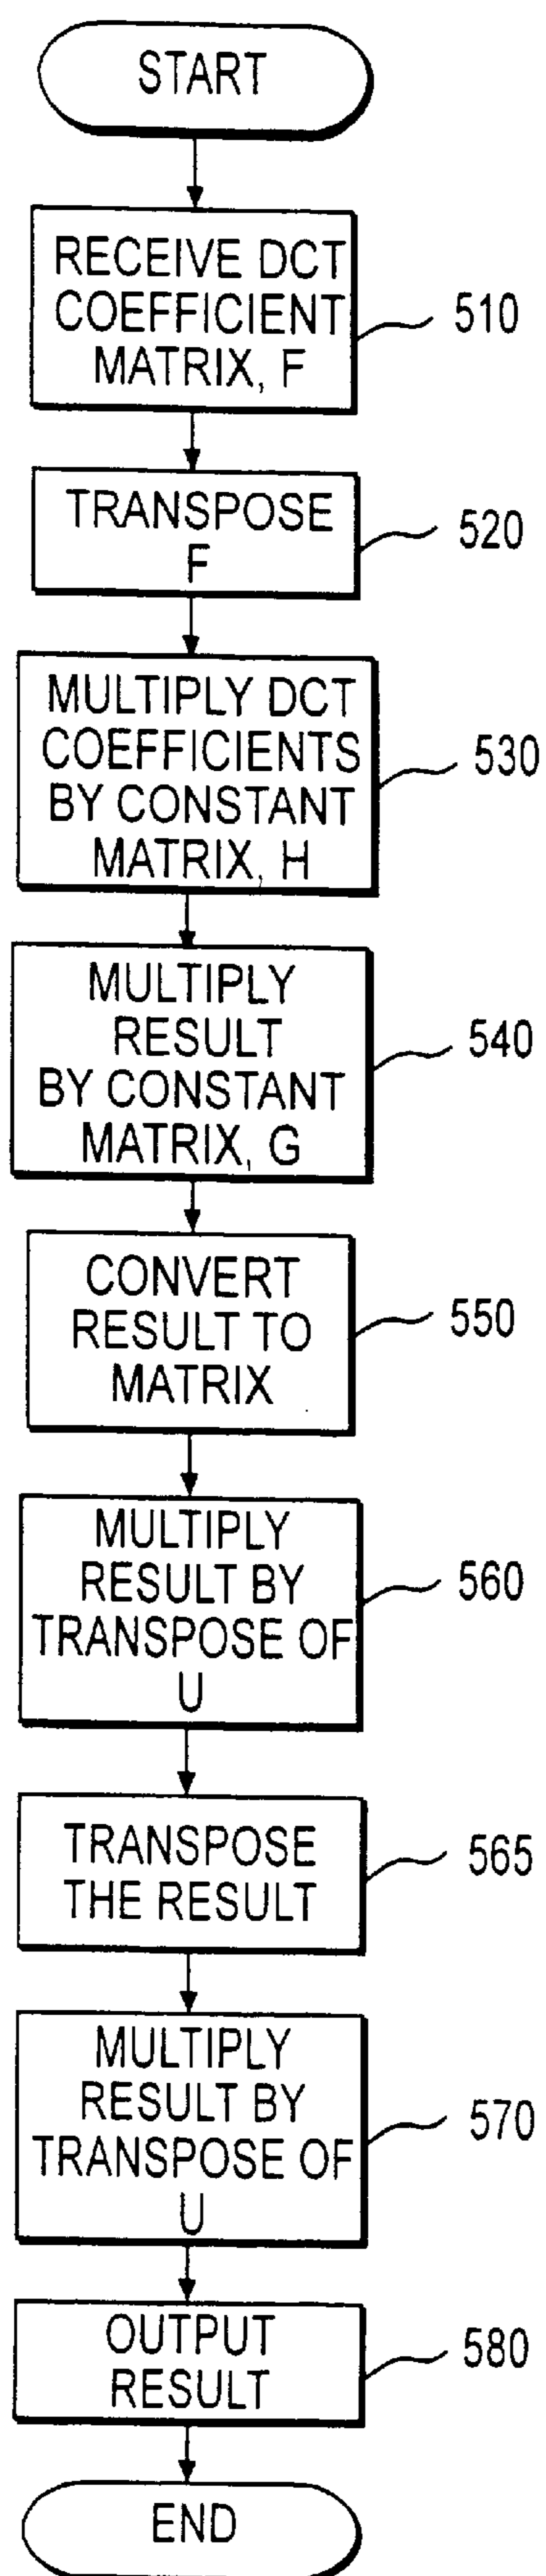 START
RECEIVE DCT
COEFFICIENT
MATRIX, F
510
TRANSPOSE
F
520
MULTIPLY DCT
COEFFICIENTS
BY CONSTANT
MATRIX, H
530
MULTIPLY
RESULT
BY CONSTANT
MATRIX, G
540
CONVERT
RESULT TO
MATRIX
550
MULTIPLY
RESULT BY
TRANSPOSE OF
U
560
TRANSPOSE
THE RESULT
565
MULTIPLY
RESULT BY
TRANSPOSE OF
U
570
OUTPUT
RESULT
580
END